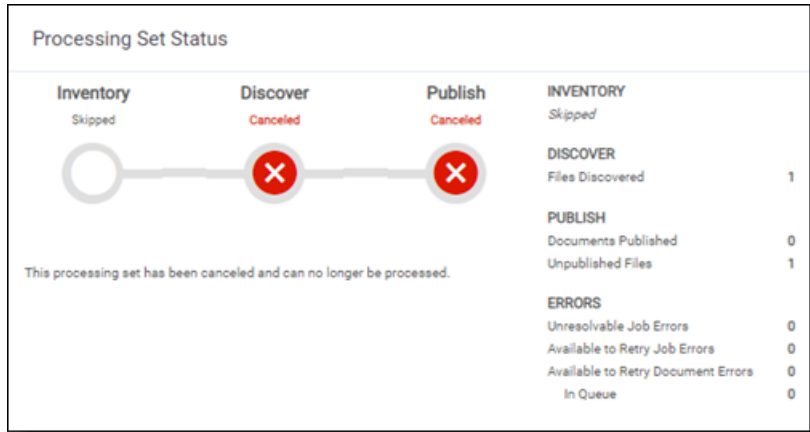 Processing Set Status
Inventory Discover Publish
Skipped Canceled Canceled
This processing set has been canceled and can no longer be processed.
INVENTORY
Skipped
DISCOVER
Files Discovered 1
PUBLISH
Documents Published 0
Unpublished Files 1
ERRORS
Unresolvable Job Errors 0
Available to Retry Job Errors 0
Available to Retry Document Errors 0
In Queue 0